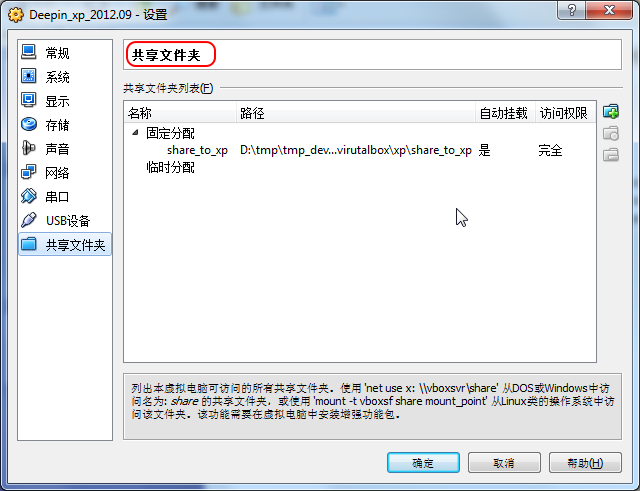 Deepin_xp_2012.09 - 设置
常规
系统
显示
存储
声音
网络
串口
USB设备
共享文件夹
共享文件夹
共享文件夹列表(F)
名称 路径 自动挂载 访问权限
固定分配
share_to_xp D:\tmp\tmp_dev...virutalbox\xp\share_to_xp 是 完全
临时分配
列出本虚拟电脑可访问的所有共享文件夹。使用 'net use x: \\vboxsvr\share' 从DOS或Windows中访
问名为: share 的共享文件夹，或使用 'mount -t vboxsf share mount_point' 从Linux类的操作系统中访
问该文件夹。该功能需要在虚拟电脑中安装增强功能包。
确定 取消 帮助(H)